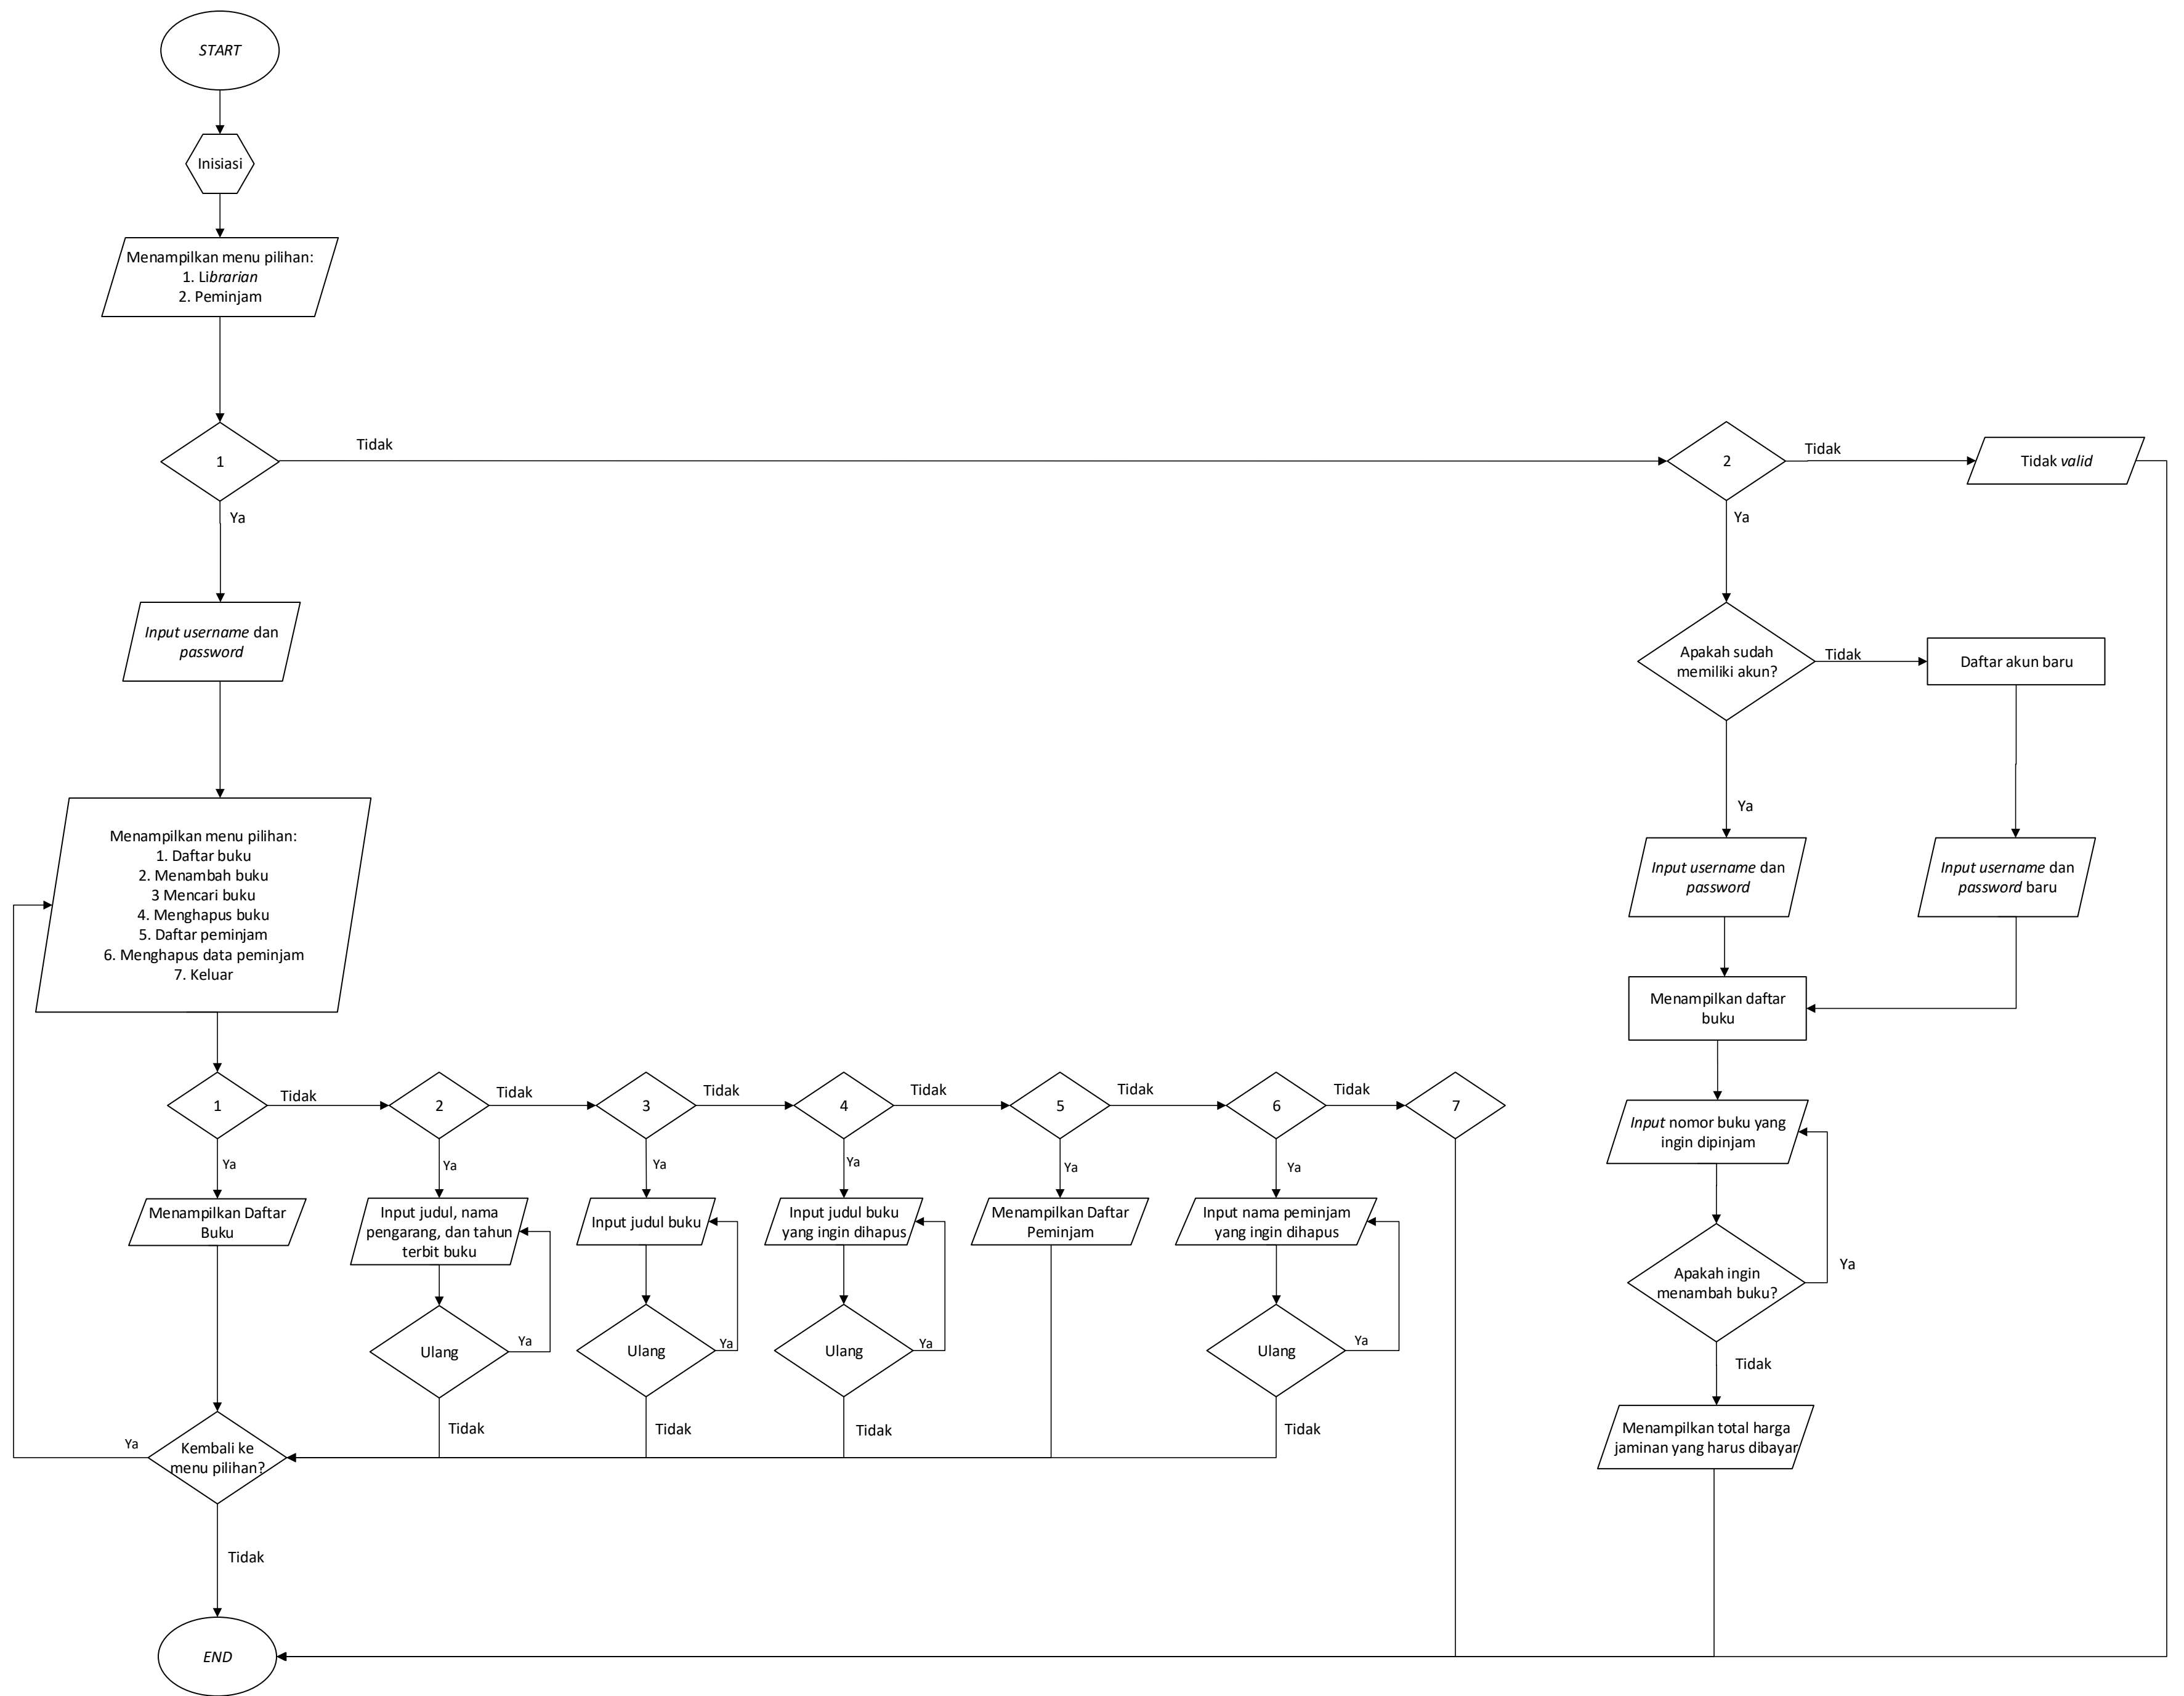 START
Inisiasi
Menampilkan menu pilihan:
1. Librarian
2. Peminjam
1
Tidak
2
Tidak
Tidak valid
Ya
Ya
Input username dan
password
Apakah sudah
memiliki akun?
Tidak
Daftar akun baru
Ya
Menampilkan menu pilihan:
1. Daftar buku
2. Menambah buku
3 Mencari buku
4. Menghapus buku
5. Daftar peminjam
6. Menghapus data peminjam
7. Keluar
Input username dan
password
Input username dan
password baru
Menampilkan daftar
buku
1
Tidak
2
Tidak
3
Tidak
4
Tidak
5
Tidak
6
Tidak
7
Input nomor buku yang
ingin dipinjam
Ya
Ya
Ya
Ya
Ya
Ya
Menampilkan Daftar
Buku
Input judul, nama
pengarang, dan tahun
terbit buku
Input judul buku
Input judul buku
yang ingin dihapus
Menampilkan Daftar
Peminjam
Input nama peminjam
yang ingin dihapus
Apakah ingin
menambah buku?
Ya
Ulang
Ya
Ulang
Ya
Ulang
Ya
Ulang
Ya
Tidak
Tidak
Tidak
Tidak
Tidak
Ya
Kembali ke
menu pilihan?
Menampilkan total harga
jaminan yang harus dibayar
Tidak
END